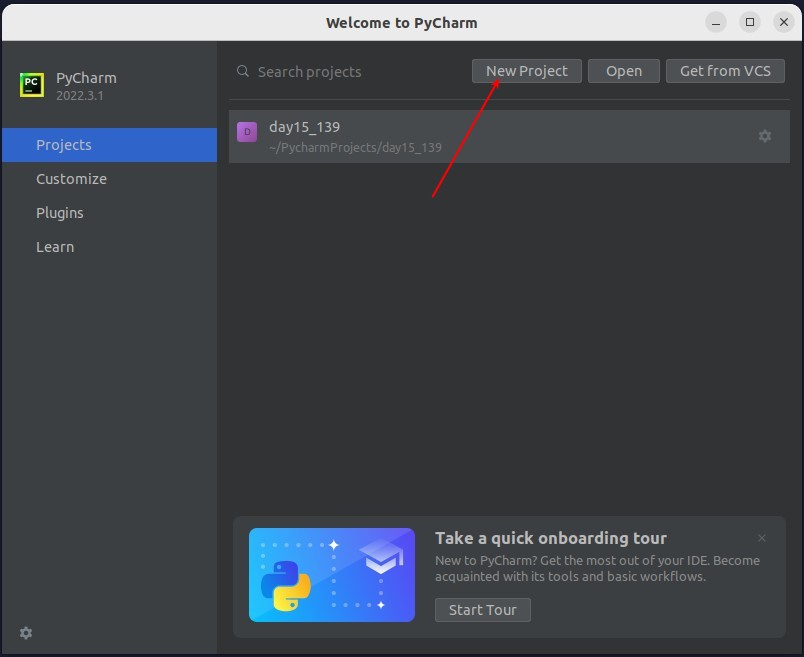 Welcome to PyCharm
PC
PyCharm
2022.3.1
Search projects
New Project
Open
Get from VCS
D
day15_139
~/PycharmProjects/day15_139
Projects
Customize
Plugins
Learn
Take a quick onboarding tour
New to PyCharm? Get the most out of your IDE. Become
acquainted with its tools and basic workflows.
Start Tour